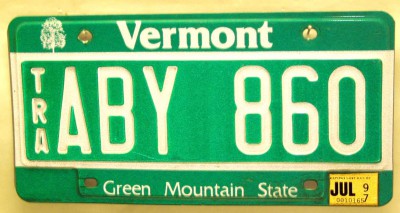 Vermont
TRA ABY 860
Green Mountain State
JUL 97